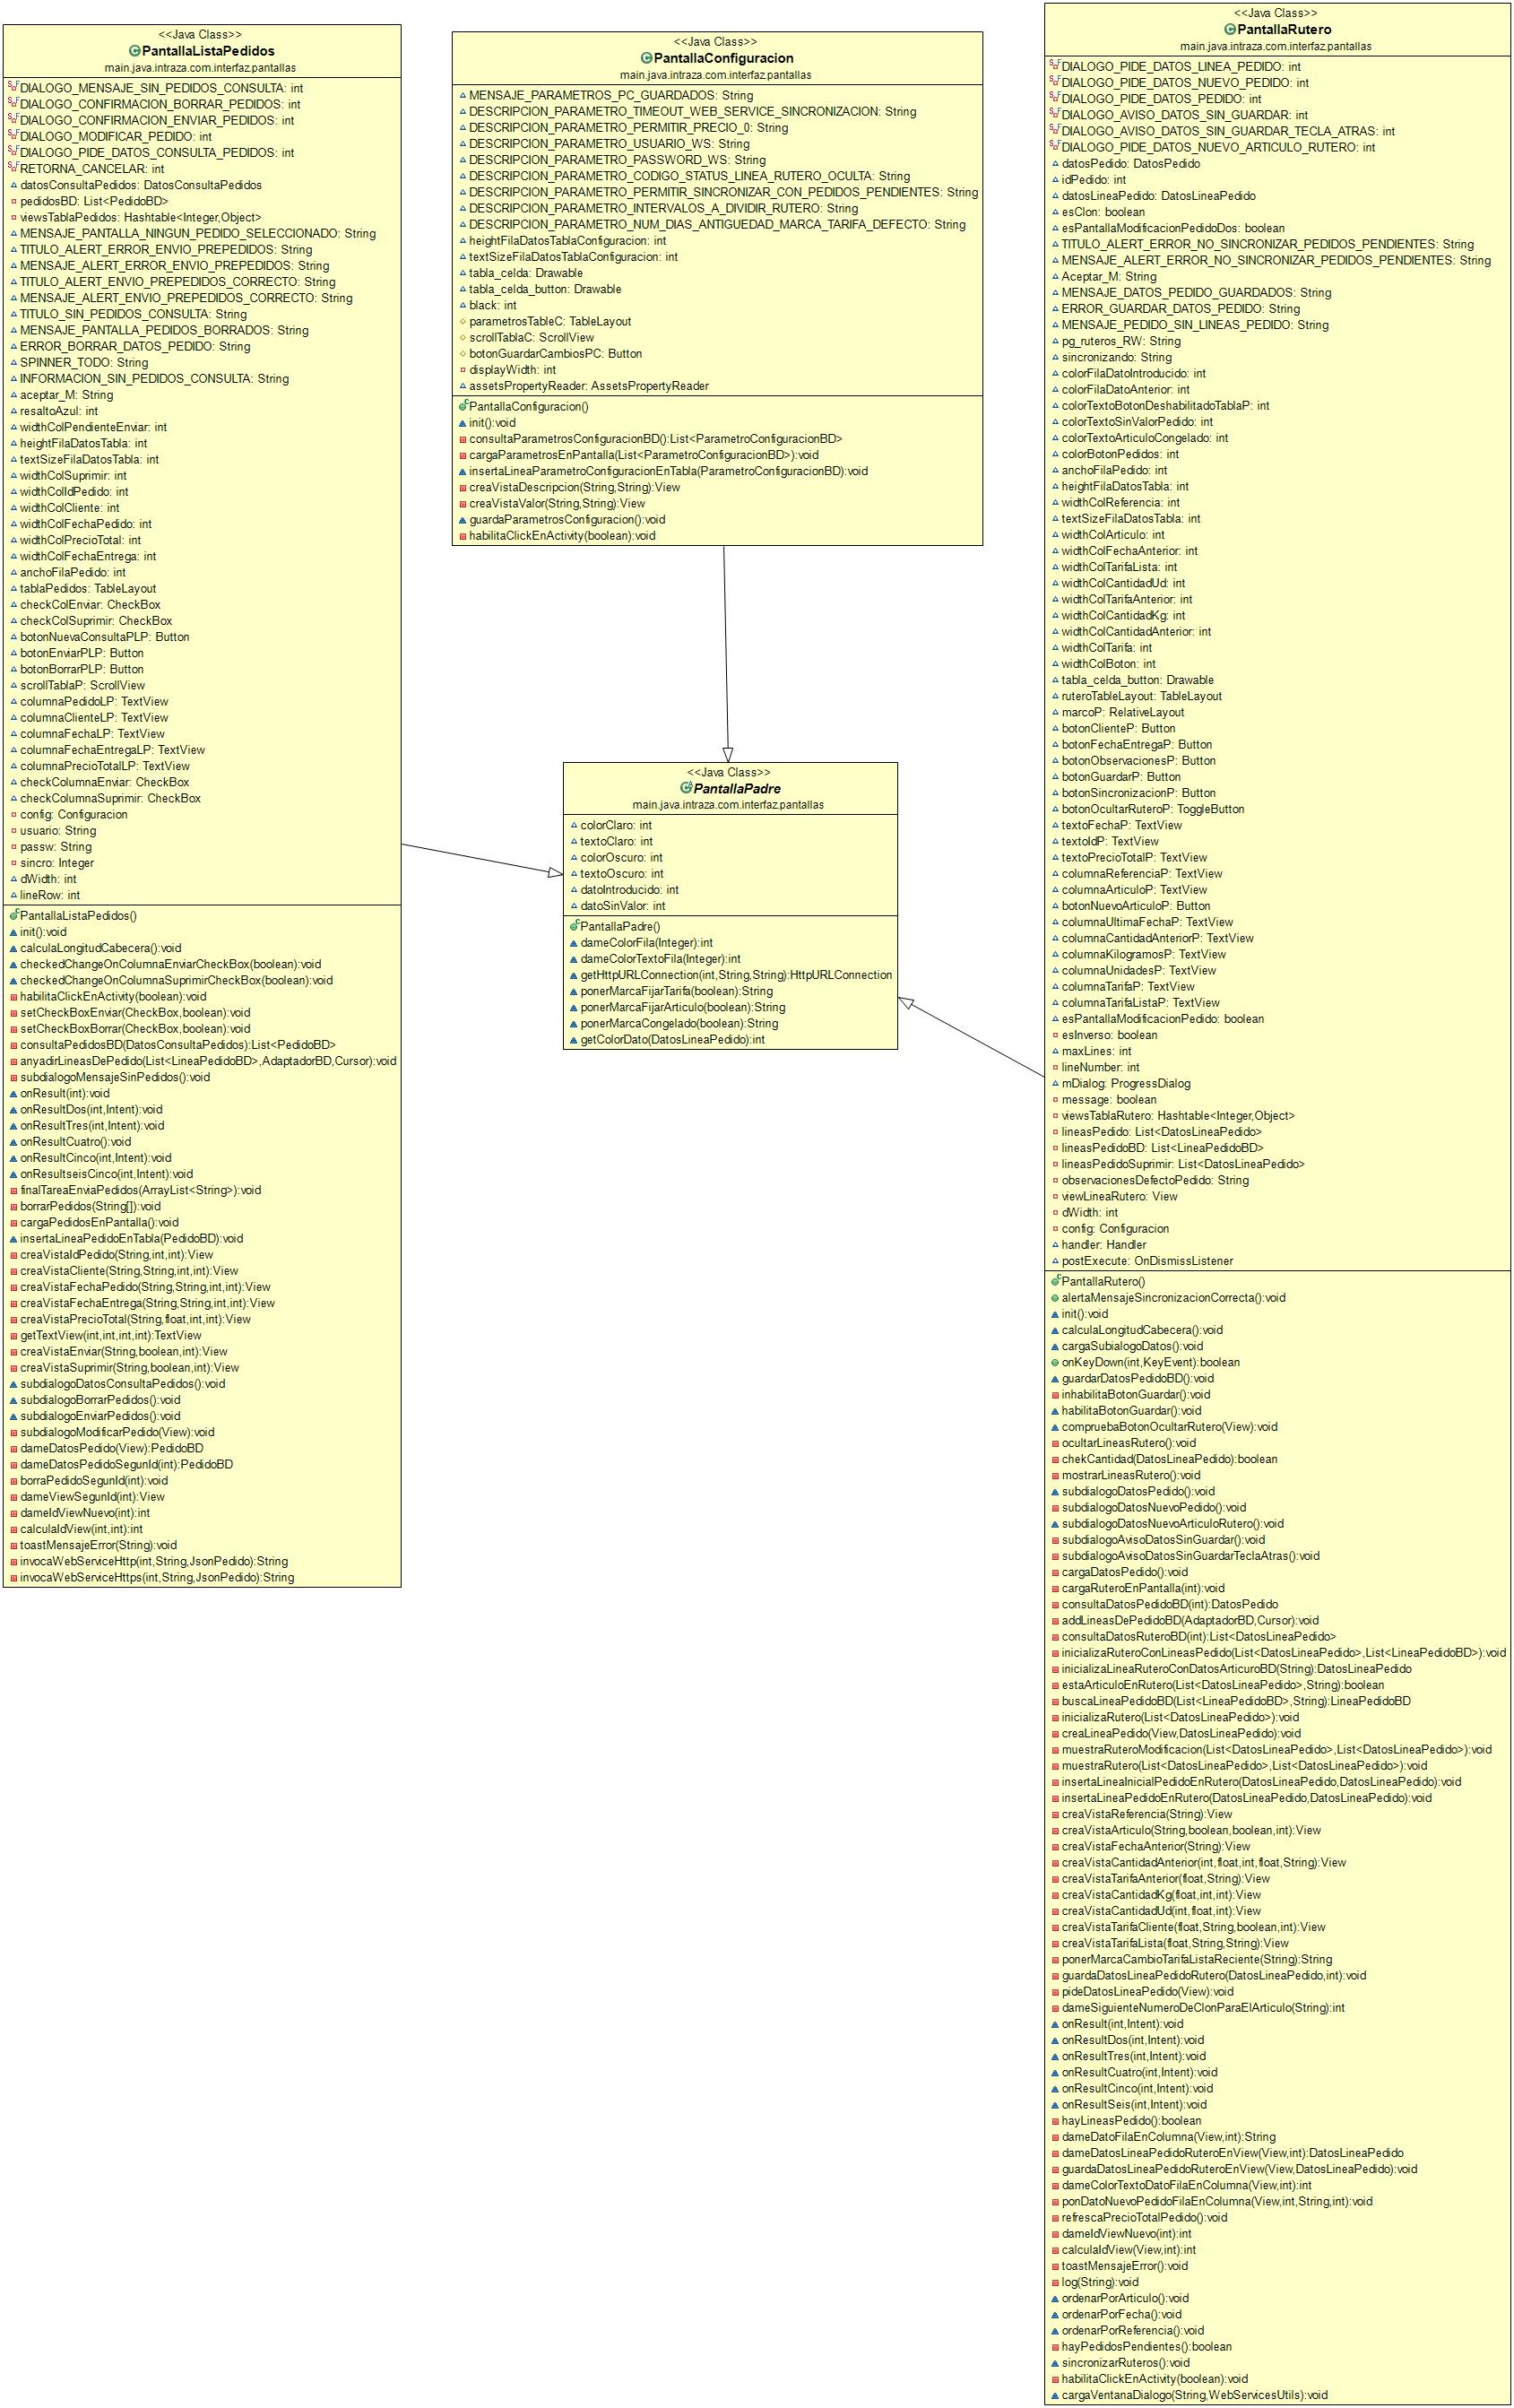 <<Java Class>>
PantallaListaPedidos
main.java.intraza.com.interfaz.pantallas
DIALOGO_MENSAJE_SIN_PEDIDOS_CONSULTA: int
DIALOGO_CONFIRMACION_BORRAR_PEDIDOS: int
DIALOGO_CONFIRMACION_ENVIAR_PEDIDOS: int
DIALOGO_MODIFICAR_PEDIDO: int
DIALOGO_PIDE_DATOS_CONSULTA_PEDIDOS: int
RETORNA_CANCELAR: int
datosConsultaPedidos: DatosConsultaPedidos
pedidosBD: List<PedidoBD>
viewsTablaPedidos: Hashtable<Integer,Object>
MENSAJE_PANTALLA_NINGUN_PEDIDO_SELECCIONADO: String
TITULO_ALERT_ERROR_ENVIO_PREPEDIDOS: String
MENSAJE_ALERT_ERROR_ENVIO_PREPEDIDOS: String
TITULO_ALERT_ENVIO_PREPEDIDOS_CORRECTO: String
MENSAJE_ALERT_ENVIO_PREPEDIDOS_CORRECTO: String
TITULO_SIN_PEDIDOS_CONSULTA: String
MENSAJE_PANTALLA_PEDIDOS_BORRADOS: String
ERROR_BORRAR_DATOS_PEDIDO: String
SPINNER_TODO: String
INFORMACION_SIN_PEDIDOS_CONSULTA: String
aceptar_M: String
resaltoAzul: int
widthColPendienteEnviar: int
heightFilaDatosTabla: int
textSizeFilaDatosTabla: int
widthColSuprimir: int
widthColIdPedido: int
widthColCliente: int
widthColFechaPedido: int
widthColPrecioTotal: int
widthColFechaEntrega: int
anchoFilaPedido: int
tablaPedidos: TableLayout
checkColEnviar: CheckBox
checkColSuprimir: CheckBox
botonNuevaConsultaPLP: Button
botonEnviarPLP: Button
botonBorrarPLP: Button
scrollTablaP: ScrollView
columnaPedidoLP: TextView
columnaClienteLP: TextView
columnaFechaLP: TextView
columnaFechaEntregaLP: TextView
columnaPrecioTotalLP: TextView
checkColumnaEnviar: CheckBox
checkColumnaSuprimir: CheckBox
config: Configuracion
usuario: String
passw: String
sincro: Integer
dWidth: int
lineRow: int
PantallaListaPedidos()
init():void
calculaLongitudCabecera():void
checkedChangeOnColumnaEnviarCheckBox(boolean):void
checkedChangeOnColumnaSuprimirCheckBox(boolean):void
habilitaClickEnActivity(boolean):void
setCheckBoxEnviar(CheckBox,boolean):void
setCheckBoxBorrar(CheckBox,boolean):void
consultaPedidosBD(DatosConsultaPedidos):List<PedidoBD>
anyadirLineasDePedido(List<LineaPedidoBD>,AdaptadorBD,Cursor):void
subdialogoMensajeSinPedidos():void
onResult(int):void
onResultDos(int,Intent):void
onResultTres(int,Intent):void
onResultCuatro():void
onResultCinco(int,Intent):void
onResultseisCinco(int,Intent):void
finalTareaEnviaPedidos(ArrayList<String>):void
borrarPedidos(String[]):void
cargaPedidosEnPantalla():void
insertaLineaPedidoEnTabla(PedidoBD):void
creaVistaIdPedido(String,int,int):View
creaVistaCliente(String,String,int,int):View
creaVistaFechaPedido(String,String,int,int):View
creaVistaFechaEntrega(String,String,int,int):View
creaVistaPrecioTotal(String,float,int,int):View
getTextView(int,int,int,int):TextView
creaVistaEnviar(String,boolean,int):View
creaVistaSuprimir(String,boolean,int):View
subdialogoDatosConsultaPedidos():void
subdialogoBorrarPedidos():void
subdialogoEnviarPedidos():void
subdialogoModificarPedido(View):void
dameDatosPedido(View):PedidoBD
dameDatosPedidoSegunId(int):PedidoBD
borraPedidoSegunId(int):void
dameViewSegunId(int):View
dameIdViewNuevo(int):int
calculaIdView(int,int):int
toastMensajeError(String):void
invocaWebServiceHttp(int,String,JsonPedido):String
invocaWebServiceHttps(int,String,JsonPedido):String
<<Java Class>>
PantallaConfiguracion
main.java.intraza.com.interfaz.pantallas
MENSAJE_PARAMETROS_PC_GUARDADOS: String
DESCRIPCION_PARAMETRO_TIMEOUT_WEB_SERVICE_SINCRONIZACION: String
DESCRIPCION_PARAMETRO_PERMITIR_PRECIO_0: String
DESCRIPCION_PARAMETRO_USUARIO_WS: String
DESCRIPCION_PARAMETRO_PASSWORD_WS: String
DESCRIPCION_PARAMETRO_CODIGO_STATUS_LINEA_RUTERO_OCULTA: String
DESCRIPCION_PARAMETRO_PERMITIR_SINCRONIZAR_CON_PEDIDOS_PENDIENTES: String
DESCRIPCION_PARAMETRO_INTERVALOS_A_DIVIDIR_RUTERO: String
DESCRIPCION_PARAMETRO_NUM_DIAS_ANTIGUEDAD_MARCA_TARIFA_DEFECTO: String
heightFilaDatosTablaConfiguracion: int
textSizeFilaDatosTablaConfiguracion: int
tabla_celda: Drawable
tabla_celda_button: Drawable
black: int
parametrosTableC: TableLayout
scrollTablaC: ScrollView
botonGuardarCambiosPC: Button
displayWidth: int
assetsPropertyReader: AssetsPropertyReader
PantallaConfiguracion()
init():void
consultaParametrosConfiguracionBD():List<ParametroConfiguracionBD>
cargaParametrosEnPantalla(List<ParametroConfiguracionBD>):void
insertaLineaParametroConfiguracionEnTabla(ParametroConfiguracionBD):void
creaVistaDescripcion(String,String):View
creaVistaValor(String,String):View
guardaParametrosConfiguracion():void
habilitaClickEnActivity(boolean):void
<<Java Class>>
PantallaPadre
main.java.intraza.com.interfaz.pantallas
colorClaro: int
textoClaro: int
colorOscuro: int
textoOscuro: int
datoIntroducido: int
datoSinValor: int
PantallaPadre()
dameColorFila(Integer):int
dameColorTextoFila(Integer):int
getHttpURLConnection(int,String,String):HttpURLConnection
ponerMarcaFijarTarifa(boolean):String
ponerMarcaFijarArticulo(boolean):String
ponerMarcaCongelado(boolean):String
getColorDato(DatosLineaPedido):int
<<Java Class>>
PantallaRutero
main.java.intraza.com.interfaz.pantallas
DIALOGO_PIDE_DATOS_LINEA_PEDIDO: int
DIALOGO_PIDE_DATOS_NUEVO_PEDIDO: int
DIALOGO_PIDE_DATOS_PEDIDO: int
DIALOGO_AVISO_DATOS_SIN_GUARDAR: int
DIALOGO_AVISO_DATOS_SIN_GUARDAR_TECLA_ATRAS: int
DIALOGO_PIDE_DATOS_NUEVO_ARTICULO_RUTERO: int
datosPedido: DatosPedido
idPedido: int
datosLineaPedido: DatosLineaPedido
esClon: boolean
esPantallaModificacionPedidoDos: boolean
TITULO_ALERT_ERROR_NO_SINCRONIZAR_PEDIDOS_PENDIENTES: String
MENSAJE_ALERT_ERROR_NO_SINCRONIZAR_PEDIDOS_PENDIENTES: String
Aceptar_M: String
MENSAJE_DATOS_PEDIDO_GUARDADOS: String
ERROR_GUARDAR_DATOS_PEDIDO: String
MENSAJE_PEDIDO_SIN_LINEAS_PEDIDO: String
pg_ruteros_RW: String
sincronizando: String
colorFilaDatoIntroducido: int
colorFilaDatoAnterior: int
colorTextoBotonDeshabilitadoTablaP: int
colorTextoSinValorPedido: int
colorTextoArticuloCongelado: int
colorBotonPedidos: int
anchoFilaPedido: int
heightFilaDatosTabla: int
widthColReferencia: int
textSizeFilaDatosTabla: int
widthColArticulo: int
widthColFechaAnterior: int
widthColTarifaLista: int
widthColCantidadUd: int
widthColTarifaAnterior: int
widthColCantidadKg: int
widthColCantidadAnterior: int
widthColTarifa: int
widthColBoton: int
tabla_celda_button: Drawable
ruteroTableLayout: TableLayout
marcoP: RelativeLayout
botonClienteP: Button
botonFechaEntregaP: Button
botonObservacionesP: Button
botonGuardarP: Button
botonSincronizacionP: Button
botonOcultarRuteroP: ToggleButton
textoFechaP: TextView
textoIdP: TextView
textoPrecioTotalP: TextView
columnaReferenciaP: TextView
columnaArticuloP: TextView
botonNuevoArticuloP: Button
columnaUltimaFechaP: TextView
columnaCantidadAnteriorP: TextView
columnaKilogramosP: TextView
columnaUnidadesP: TextView
columnaTarifaP: TextView
columnaTarifaListaP: TextView
esPantallaModificacionPedido: boolean
esInverso: boolean
maxLines: int
lineNumber: int
mDialog: ProgressDialog
message: boolean
viewsTablaRutero: Hashtable<Integer,Object>
lineasPedido: List<DatosLineaPedido>
lineasPedidoBD: List<LineaPedidoBD>
lineasPedidoSuprimir: List<DatosLineaPedido>
observacionesDefectoPedido: String
viewLineaRutero: View
dWidth: int
config: Configuracion
handler: Handler
postExecute: OnDismissListener
PantallaRutero()
alertaMensajeSincronizacionCorrecta():void
init():void
calculaLongitudCabecera():void
cargaSubialogoDatos():void
onKeyDown(int,KeyEvent):boolean
guardarDatosPedidoBD():void
inhabilitaBotonGuardar():void
habilitaBotonGuardar():void
compruebaBotonOcultarRutero(View):void
ocultarLineasRutero():void
chekCantidad(DatosLineaPedido):boolean
mostrarLineasRutero():void
subdialogoDatosPedido():void
subdialogoDatosNuevoPedido():void
subdialogoDatosNuevoArticuloRutero():void
subdialogoAvisoDatosSinGuardar():void
subdialogoAvisoDatosSinGuardarTeclaAtras():void
cargaDatosPedido():void
cargaRuteroEnPantalla(int):void
consultaDatosPedidoBD(int):DatosPedido
addLineasDePedidoBD(AdaptadorBD,Cursor):void
consultaDatosRuteroBD(int):List<DatosLineaPedido>
inicializaRuteroConLineasPedido(List<DatosLineaPedido>,List<LineaPedidoBD>):void
inicializaLineaRuteroConDatosArticuroBD(String):DatosLineaPedido
estaArticuloEnRutero(List<DatosLineaPedido>,String):boolean
buscaLineaPedidoBD(List<LineaPedidoBD>,String):LineaPedidoBD
inicializaRutero(List<DatosLineaPedido>):void
creaLineaPedido(View,DatosLineaPedido):void
muestraRuteroModificacion(List<DatosLineaPedido>,List<DatosLineaPedido>):void
muestraRutero(List<DatosLineaPedido>,List<DatosLineaPedido>):void
insertaLineaInicialPedidoEnRutero(DatosLineaPedido,DatosLineaPedido):void
insertaLineaPedidoEnRutero(DatosLineaPedido,DatosLineaPedido):void
creaVistaReferencia(String):View
creaVistaArticulo(String,boolean,boolean,int):View
creaVistaFechaAnterior(String):View
creaVistaCantidadAnterior(int,float,int,float,String):View
creaVistaTarifaAnterior(float,String):View
creaVistaCantidadKg(float,int,int):View
creaVistaCantidadUd(int,float,int):View
creaVistaTarifaCliente(float,String,boolean,int):View
creaVistaTarifaLista(float,String,String):View
ponerMarcaCambioTarifaListaReciente(String):String
guardaDatosLineaPedidoRutero(DatosLineaPedido,int):void
pideDatosLineaPedido(View):void
dameSiguienteNumeroDeClonParaElArticulo(String):int
onResult(int,Intent):void
onResultDos(int,Intent):void
onResultTres(int,Intent):void
onResultCuatro(int,Intent):void
onResultCinco(int,Intent):void
onResultSeis(int,Intent):void
hayLineasPedido():boolean
dameDatoFilaEnColumna(View,int):String
dameDatosLineaPedidoRuteroEnView(View,int):DatosLineaPedido
guardaDatosLineaPedidoRuteroEnView(View,DatosLineaPedido):void
dameColorTextoDatoFilaEnColumna(View,int):int
ponDatoNuevoPedidoFilaEnColumna(View,int,String,int):void
refrescaPrecioTotalPedido():void
dameIdViewNuevo(int):int
calculaIdView(View,int):int
toastMensajeError():void
log(String):void
ordenarPorArticulo():void
ordenarPorFecha():void
ordenarPorReferencia():void
hayPedidosPendientes():boolean
sincronizarRuteros():void
habilitaClickEnActivity(boolean):void
cargaVentanaDialogo(String,WebServicesUtils):void